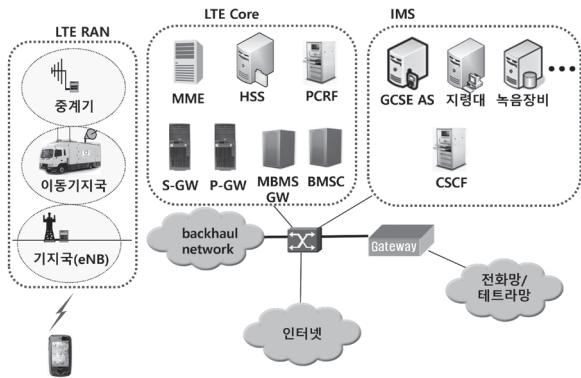 LTE RAN
중계기
이동기지국
기지국(eNB)
LTE Core
MME
HSS
PCRF
S-GW
P-GW
MBMS
GW
BMSC
IMS
GCSE AS
지령대
녹음장비
CSCF
backhaul
network
Gateway
전화망/
테트라망
인터넷